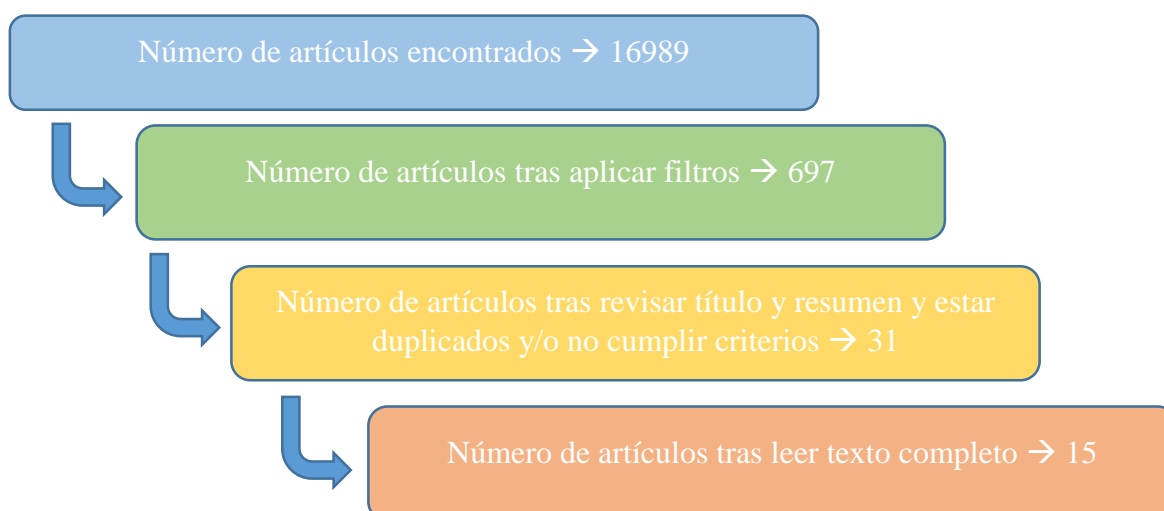 Número de artículos encontrados → 16989
Número de artículos tras aplicar filtros → 697
Número de artículos tras revisar título y resumen y estar
duplicados y/o no cumplir criterios → 31
Número de artículos tras leer texto completo → 15